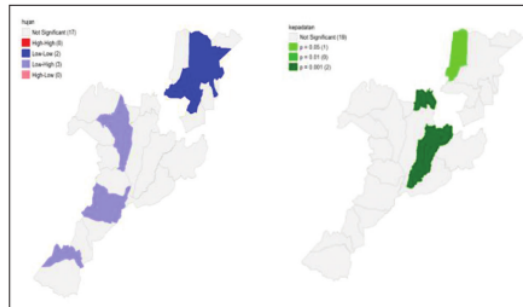 hujan
Not Significant (17)
High-High (0)
Low-Low (2)
Low-High (3)
High-Low (0)
kepadatan
Not Significant (19)
p = 0.05 (1)
p = 0.01 (0)
p = 0.001 (2)